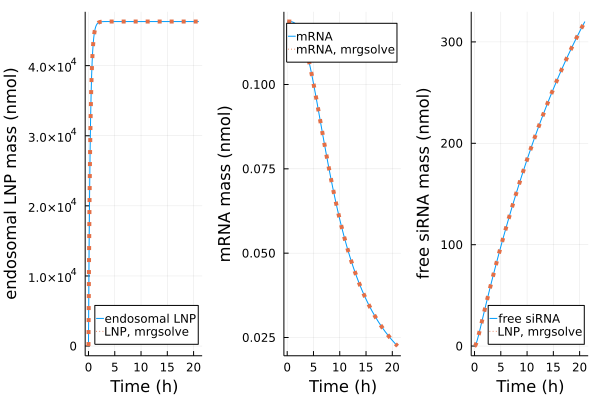 endosomal LNP mass (nmol)
4.0×10⁴
3.0×10⁴
2.0×10⁴
1.0×10⁴
0
endosomal LNP
LNP, mrgsolve
0 5 10 15 20
Time (h)
mRNA mass (nmol)
0.100
0.075
0.050
0.025
mRNA
mRNA, mrgsolve
0 5 10 15 20
Time (h)
free siRNA mass (nmol)
300
200
100
0
free siRNA
LNP, mrgsolve
0 5 10 15 20
Time (h)